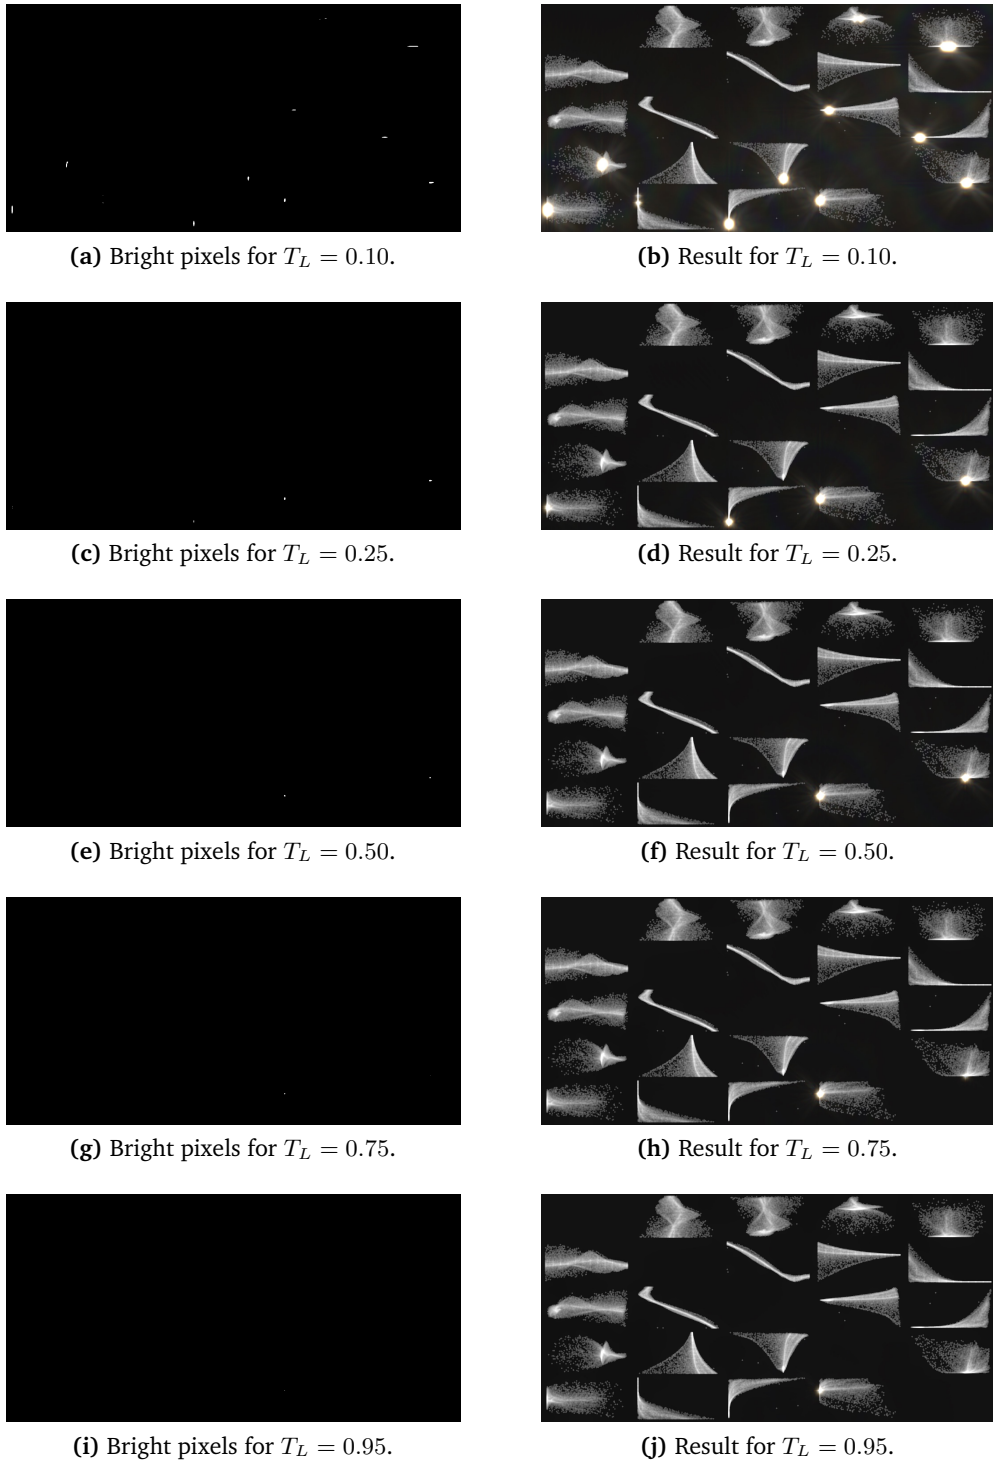 (a) Bright pixels for T_L = 0.10.
(b) Result for T_L = 0.10.
(c) Bright pixels for T_L = 0.25.
(d) Result for T_L = 0.25.
(e) Bright pixels for T_L = 0.50.
(f) Result for T_L = 0.50.
(g) Bright pixels for T_L = 0.75.
(h) Result for T_L = 0.75.
(i) Bright pixels for T_L = 0.95.
(j) Result for T_L = 0.95.